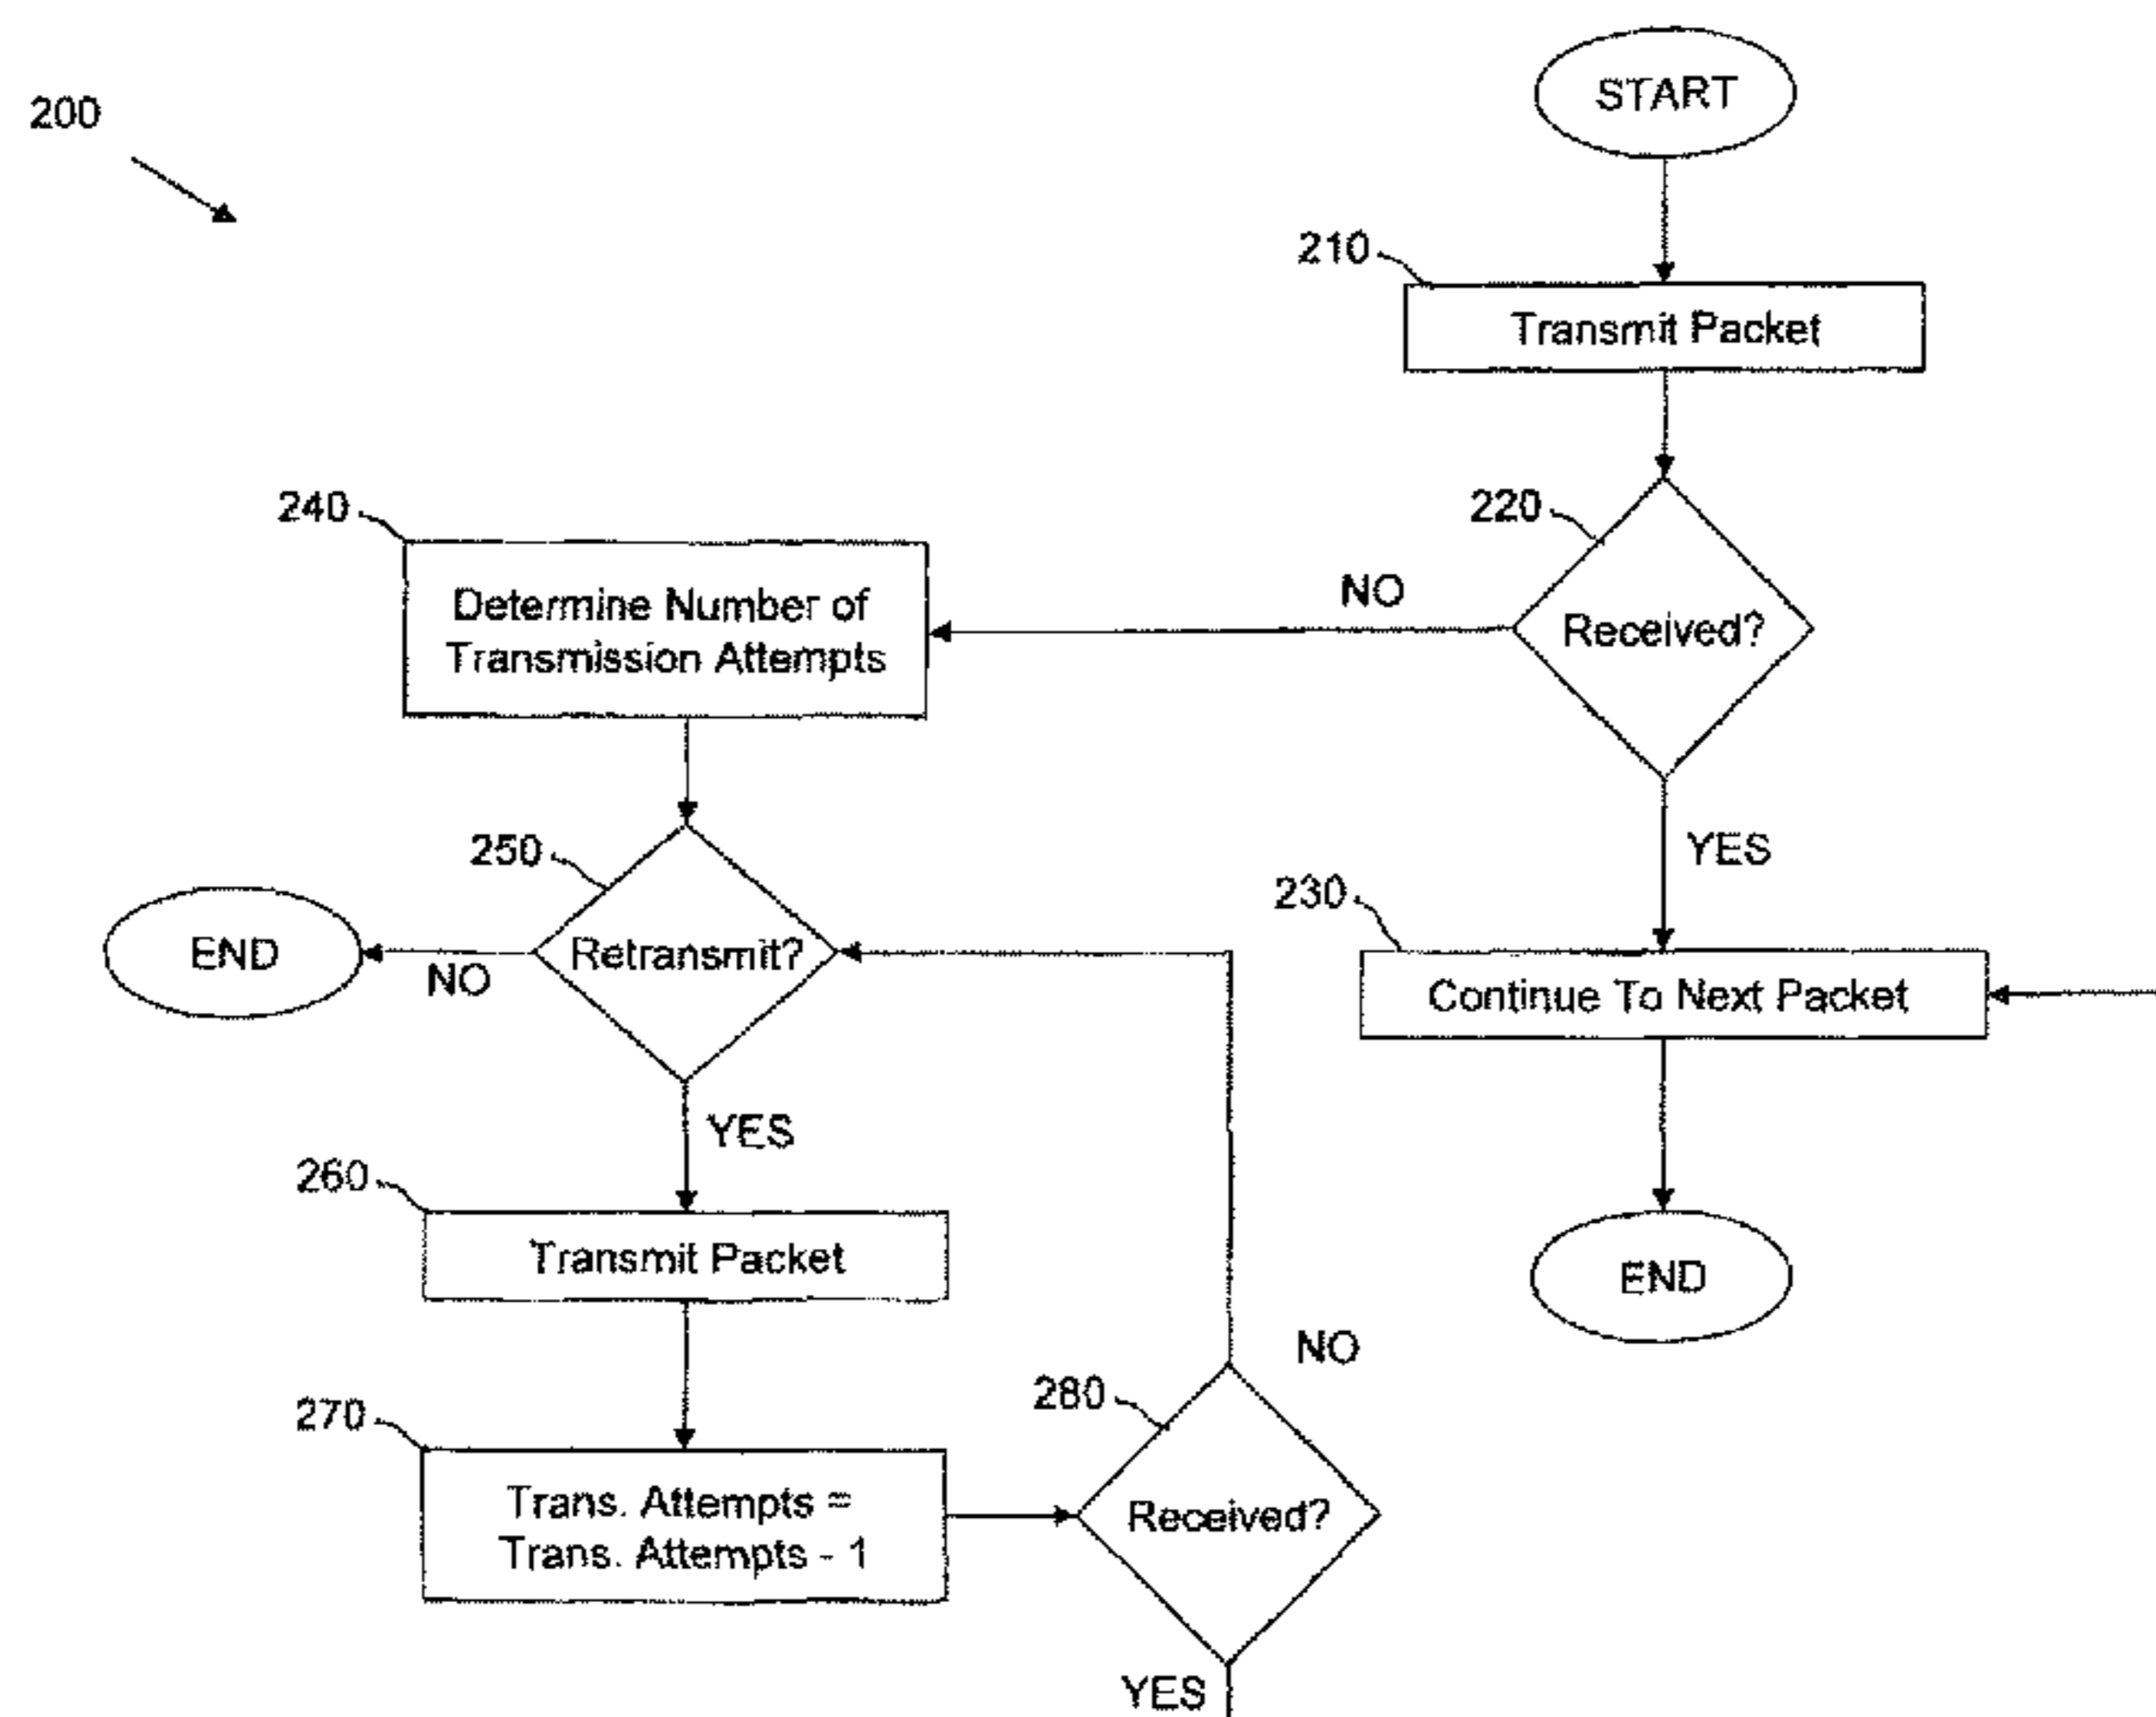 200
START
210
Transmit Packet
220
Received?
NO
YES
240
Determine Number of
Transmission Attempts
250
Retransmit?
NO
END
YES
230
Continue To Next Packet
END
260
Transmit Packet
270
Trans. Attempts =
Trans. Attempts - 1
280
Received?
NO
YES